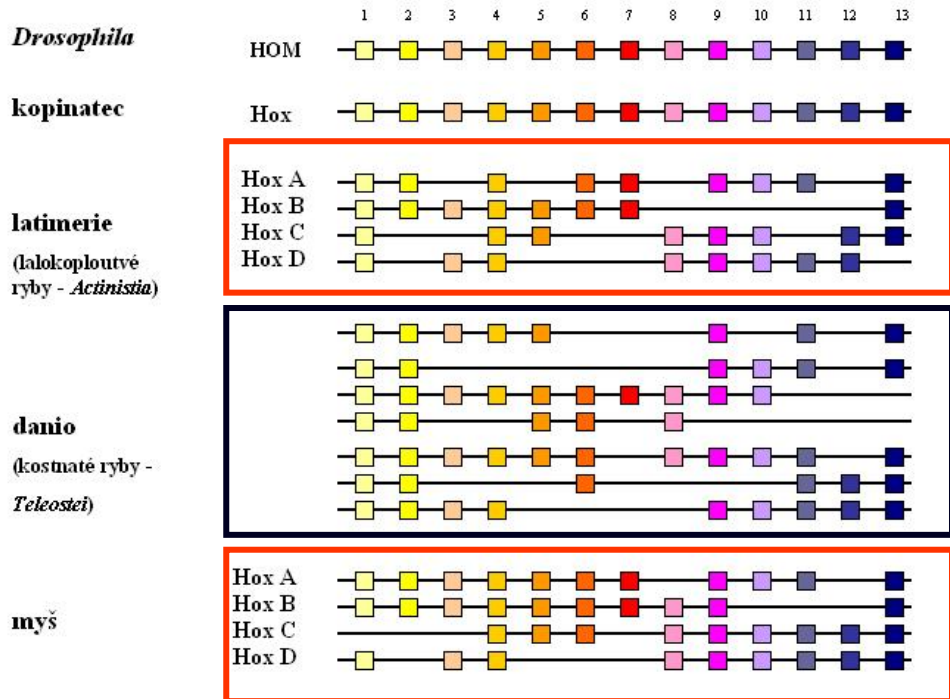 1 2 3 4 5 6 7 8 9 10 11 12 13
Drosophila HOM
kopinatec Hox
Hox A
Hox B
latimerie
Hox C
(lalokoploutvé
Hox D
ryby - Actinistia)
danio
(kostnaté ryby -
Teleostei)
Hox A
Hox B
myš
Hox C
Hox D